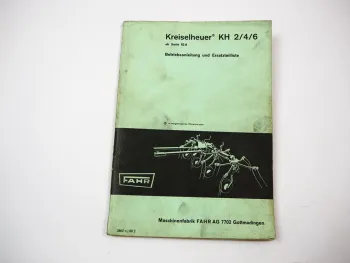 Kreiselheuer® KH 2/4/6
Betriebsanleitung und Ersatzteilliste
FAHR
Maschinenfabrik FAHR AG 7702 Gottmadingen